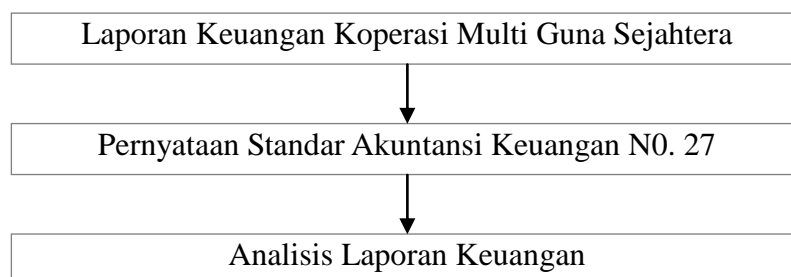 Laporan Keuangan Koperasi Multi Guna Sejahtera
Pernyataan Standar Akuntansi Keuangan N0. 27
Analisis Laporan Keuangan